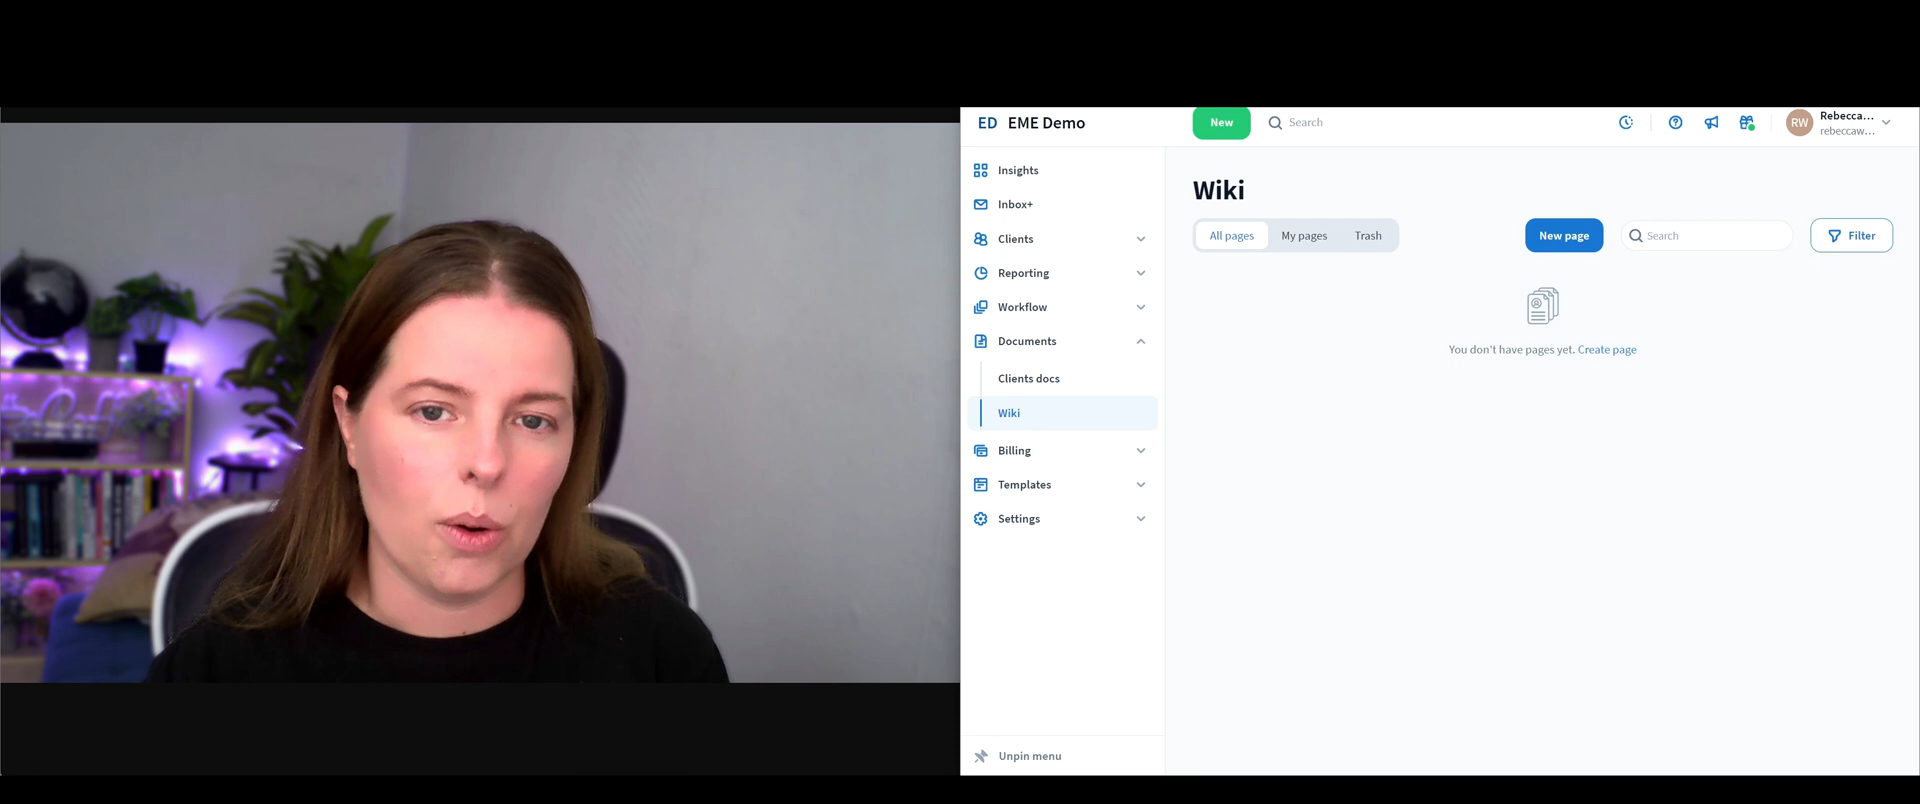 ED EME Demo
New
Search
RW
Rebecca...
rebeccaw...
Insights
Inbox+
Clients
Reporting
Workflow
Documents
Clients docs
Wiki
Billing
Templates
Settings
Unpin menu
Wiki
All pages
My pages
Trash
New page
Search
Filter
You don't have pages yet. Create page